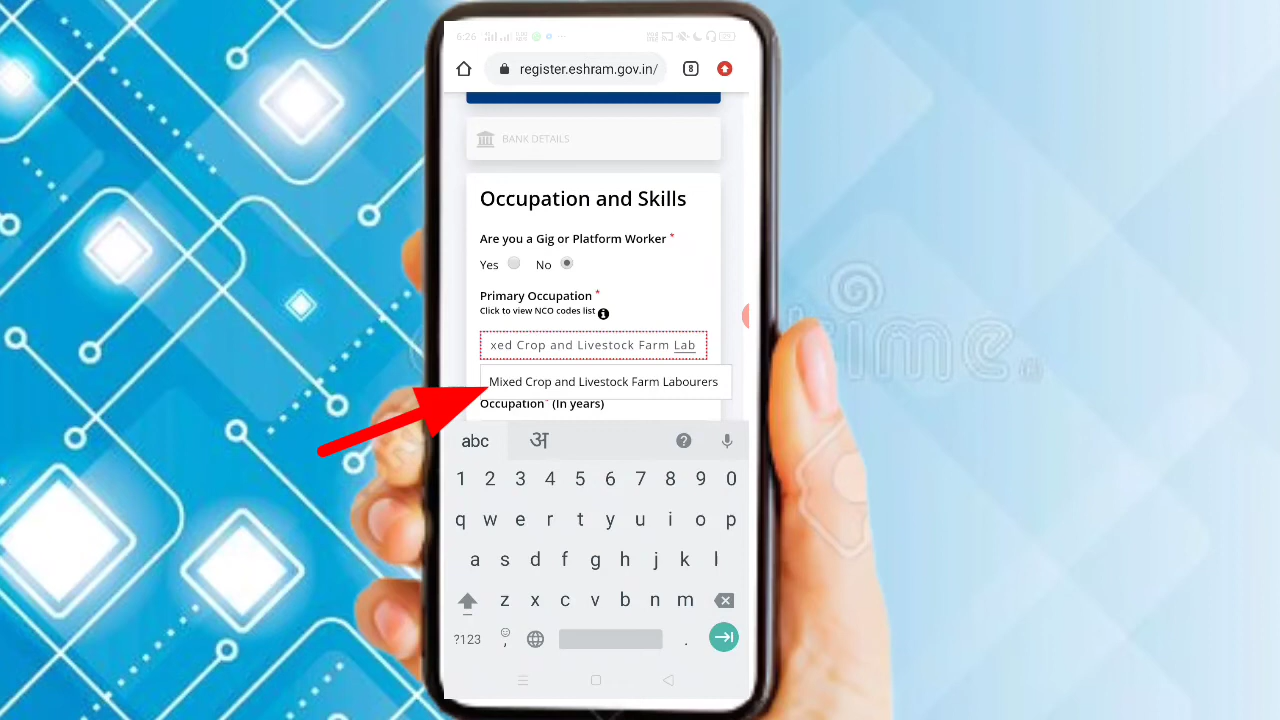 6:26
8
register.eshram.gov.in/
BANK DETAILS
Occupation and Skills
Are you a Gig or Platform Worker *
Yes No
Primary Occupation *
Click to view NCO codes list
xed Crop and Livestock Farm Lab
Mixed Crop and Livestock Farm Labourers
Occupation* (In years)
abc अ ?
1 2 3 4 5 6 7 8 9 0
q w e r t y u i o p
a s d f g h j k l
z x c v b n m
?123 , .
time